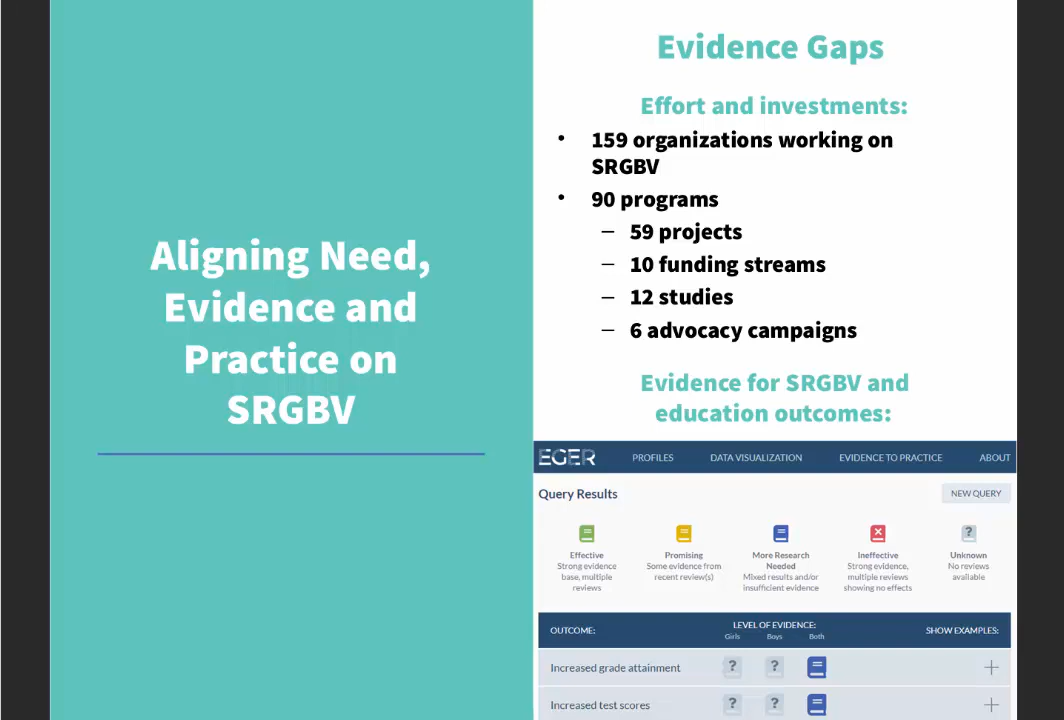 Aligning Need,
Evidence and
Practice on
SRGBV
Evidence Gaps
Effort and investments:
• 159 organizations working on
SRGBV
• 90 programs
– 59 projects
– 10 funding streams
– 12 studies
– 6 advocacy campaigns
Evidence for SRGBV and
education outcomes:
EGER PROFILES DATA VISUALIZATION EVIDENCE TO PRACTICE ABOUT
Query Results NEW QUERY
Effective
Strong evidence
base, multiple
reviews
Promising
Some evidence from
recent review(s)
More Research
Needed
Mixed results and/or
insufficient evidence
Ineffective
Strong evidence,
multiple reviews
showing no effects
? 
Unknown
No reviews
available
OUTCOME: LEVEL OF EVIDENCE: SHOW EXAMPLES:
Girls Boys Both
Increased grade attainment ? ? +
Increased test scores ? ? +